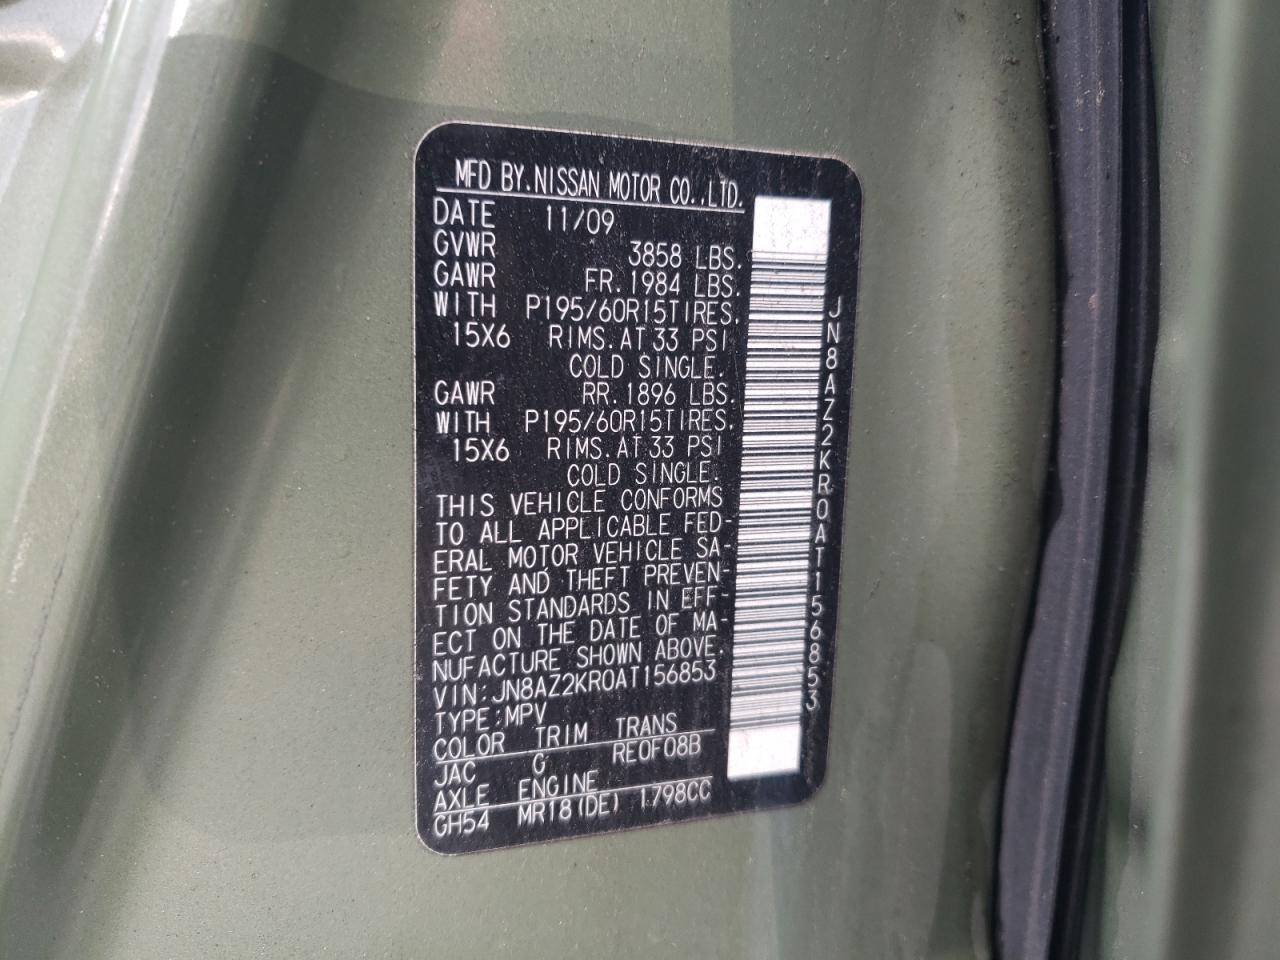 MFD BY. NISSAN MOTOR CO.,LTD.
DATE 11/09
GVWR 3858 LBS.
GAWR FR. 1984 LBS.
WITH P195/60R15TIRES.
15X6 RIMS. AT 33 PSI
COLD SINGLE.
GAWR RR. 1896 LBS.
WITH P195/60R15TIRES.
15X6 RIMS. AT 33 PSI
COLD SINGLE.
THIS VEHICLE CONFORMS
TO ALL APPLICABLE FED-
ERAL MOTOR VEHICLE SA-
FETY AND THEFT PREVEN-
TION STANDARDS IN EFF-
ECT ON THE DATE OF MA-
NUFACTURE SHOWN ABOVE.
VIN:JN8AZ2KR0AT156853
TYPE:MPV
COLOR TRIM TRANS
JAC G RE0F08B
AXLE ENGINE
GH54 MR18(DE) 1.798CC
JN8AZ2KR0AT156853